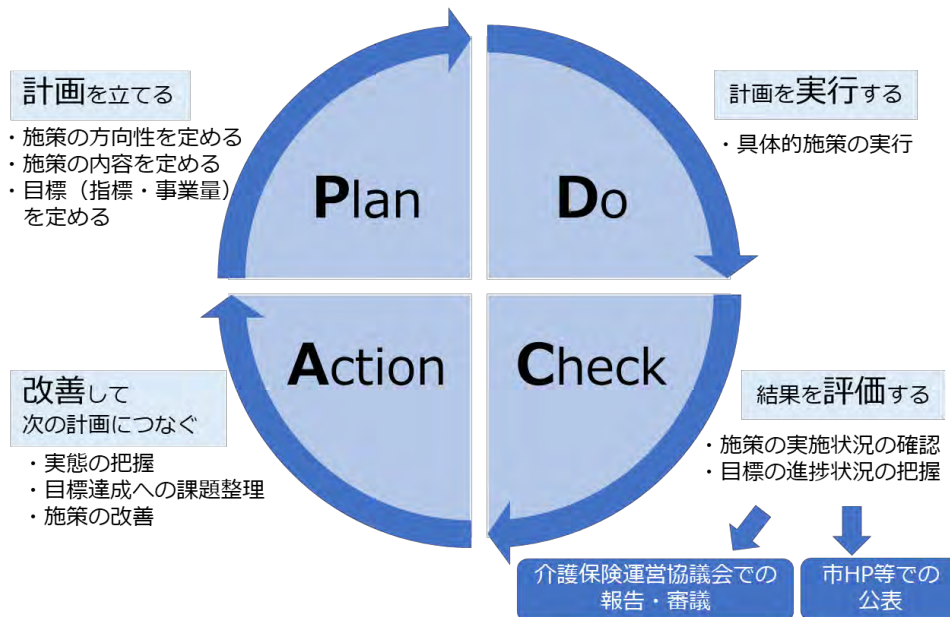 計画を立てる
・施策の方向性を定める
・施策の内容を定める
・目標（指標・事業量）
を定める
Plan
Do
計画を実行する
・具体的施策の実行
Action
Check
改善して
次の計画につなぐ
・実態の把握
・目標達成への課題整理
・施策の改善
結果を評価する
・施策の実施状況の確認
・目標の進捗状況の把握
介護保険運営協議会での
報告・審議
市HP等での
公表